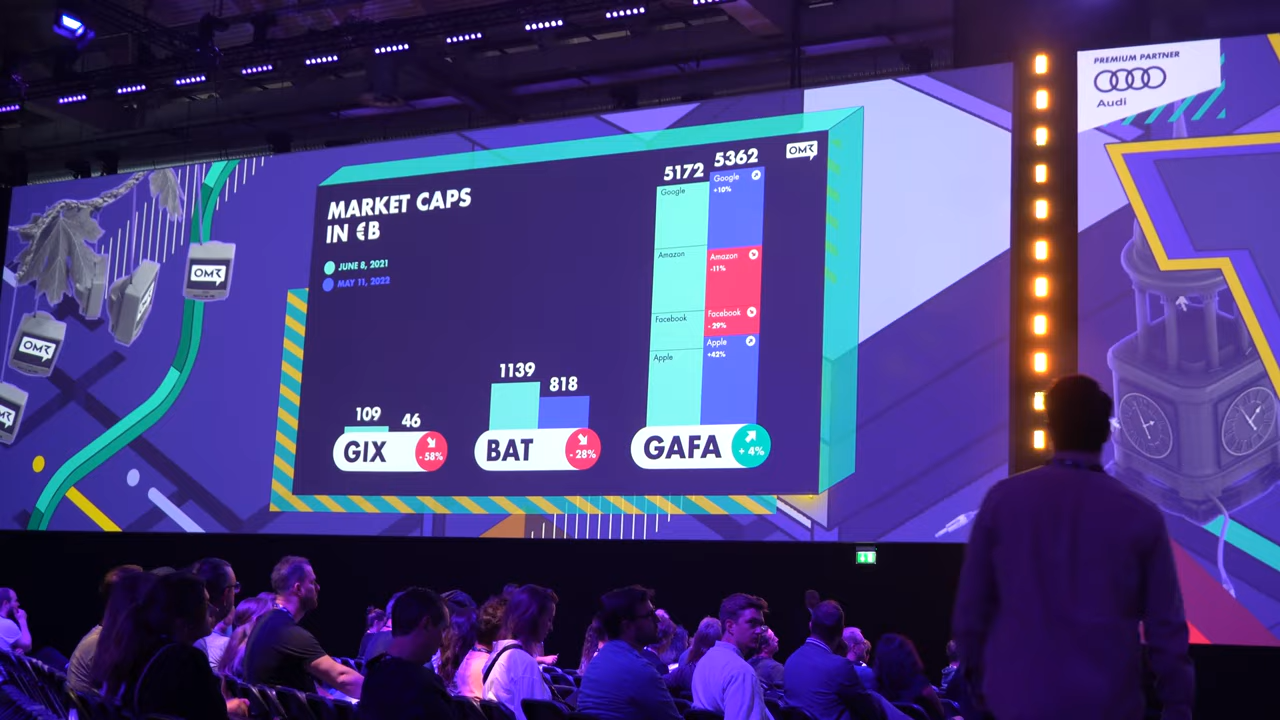 PREMIUM PARTNER
Audi
OMR
MARKET CAPS
IN €B
JUNE 8, 2021
MAY 11, 2022
109
46
GIX
- 58%
1139
818
BAT
- 28%
5172
5362
Google
Amazon
Facebook
Apple
Google
+10%
Amazon
-11%
Facebook
- 29%
Apple
+42%
GAFA
+ 4%
OMR
OMR
OMR